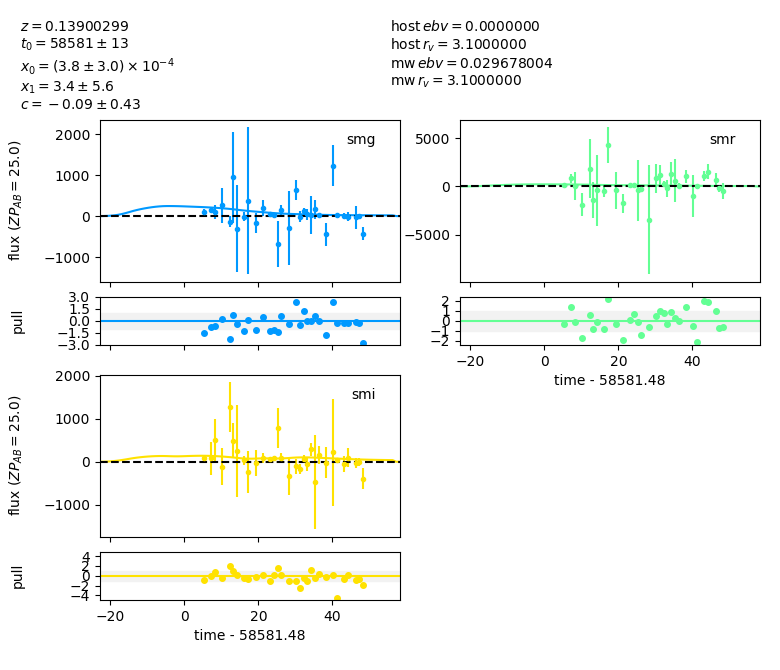 z = 0.13900299
t₀ = 58581 ± 13
x₀ = (3.8 ± 3.0) × 10⁻⁴
x₁ = 3.4 ± 5.6
c = −0.09 ± 0.43
host ebv = 0.0000000
host r_v = 3.1000000
mw ebv = 0.029678004
mw r_v = 3.1000000
flux (ZP_AB = 25.0)
2000
1000
0
−1000
smg
5000
0
−5000
smr
pull
3.0
1.5
0.0
−1.5
−3.0
2
1
0
−1
−2
−20 0 20 40
time - 58581.48
flux (ZP_AB = 25.0)
2000
1000
0
−1000
smi
pull
4
2
0
−2
−4
−20 0 20 40
time - 58581.48